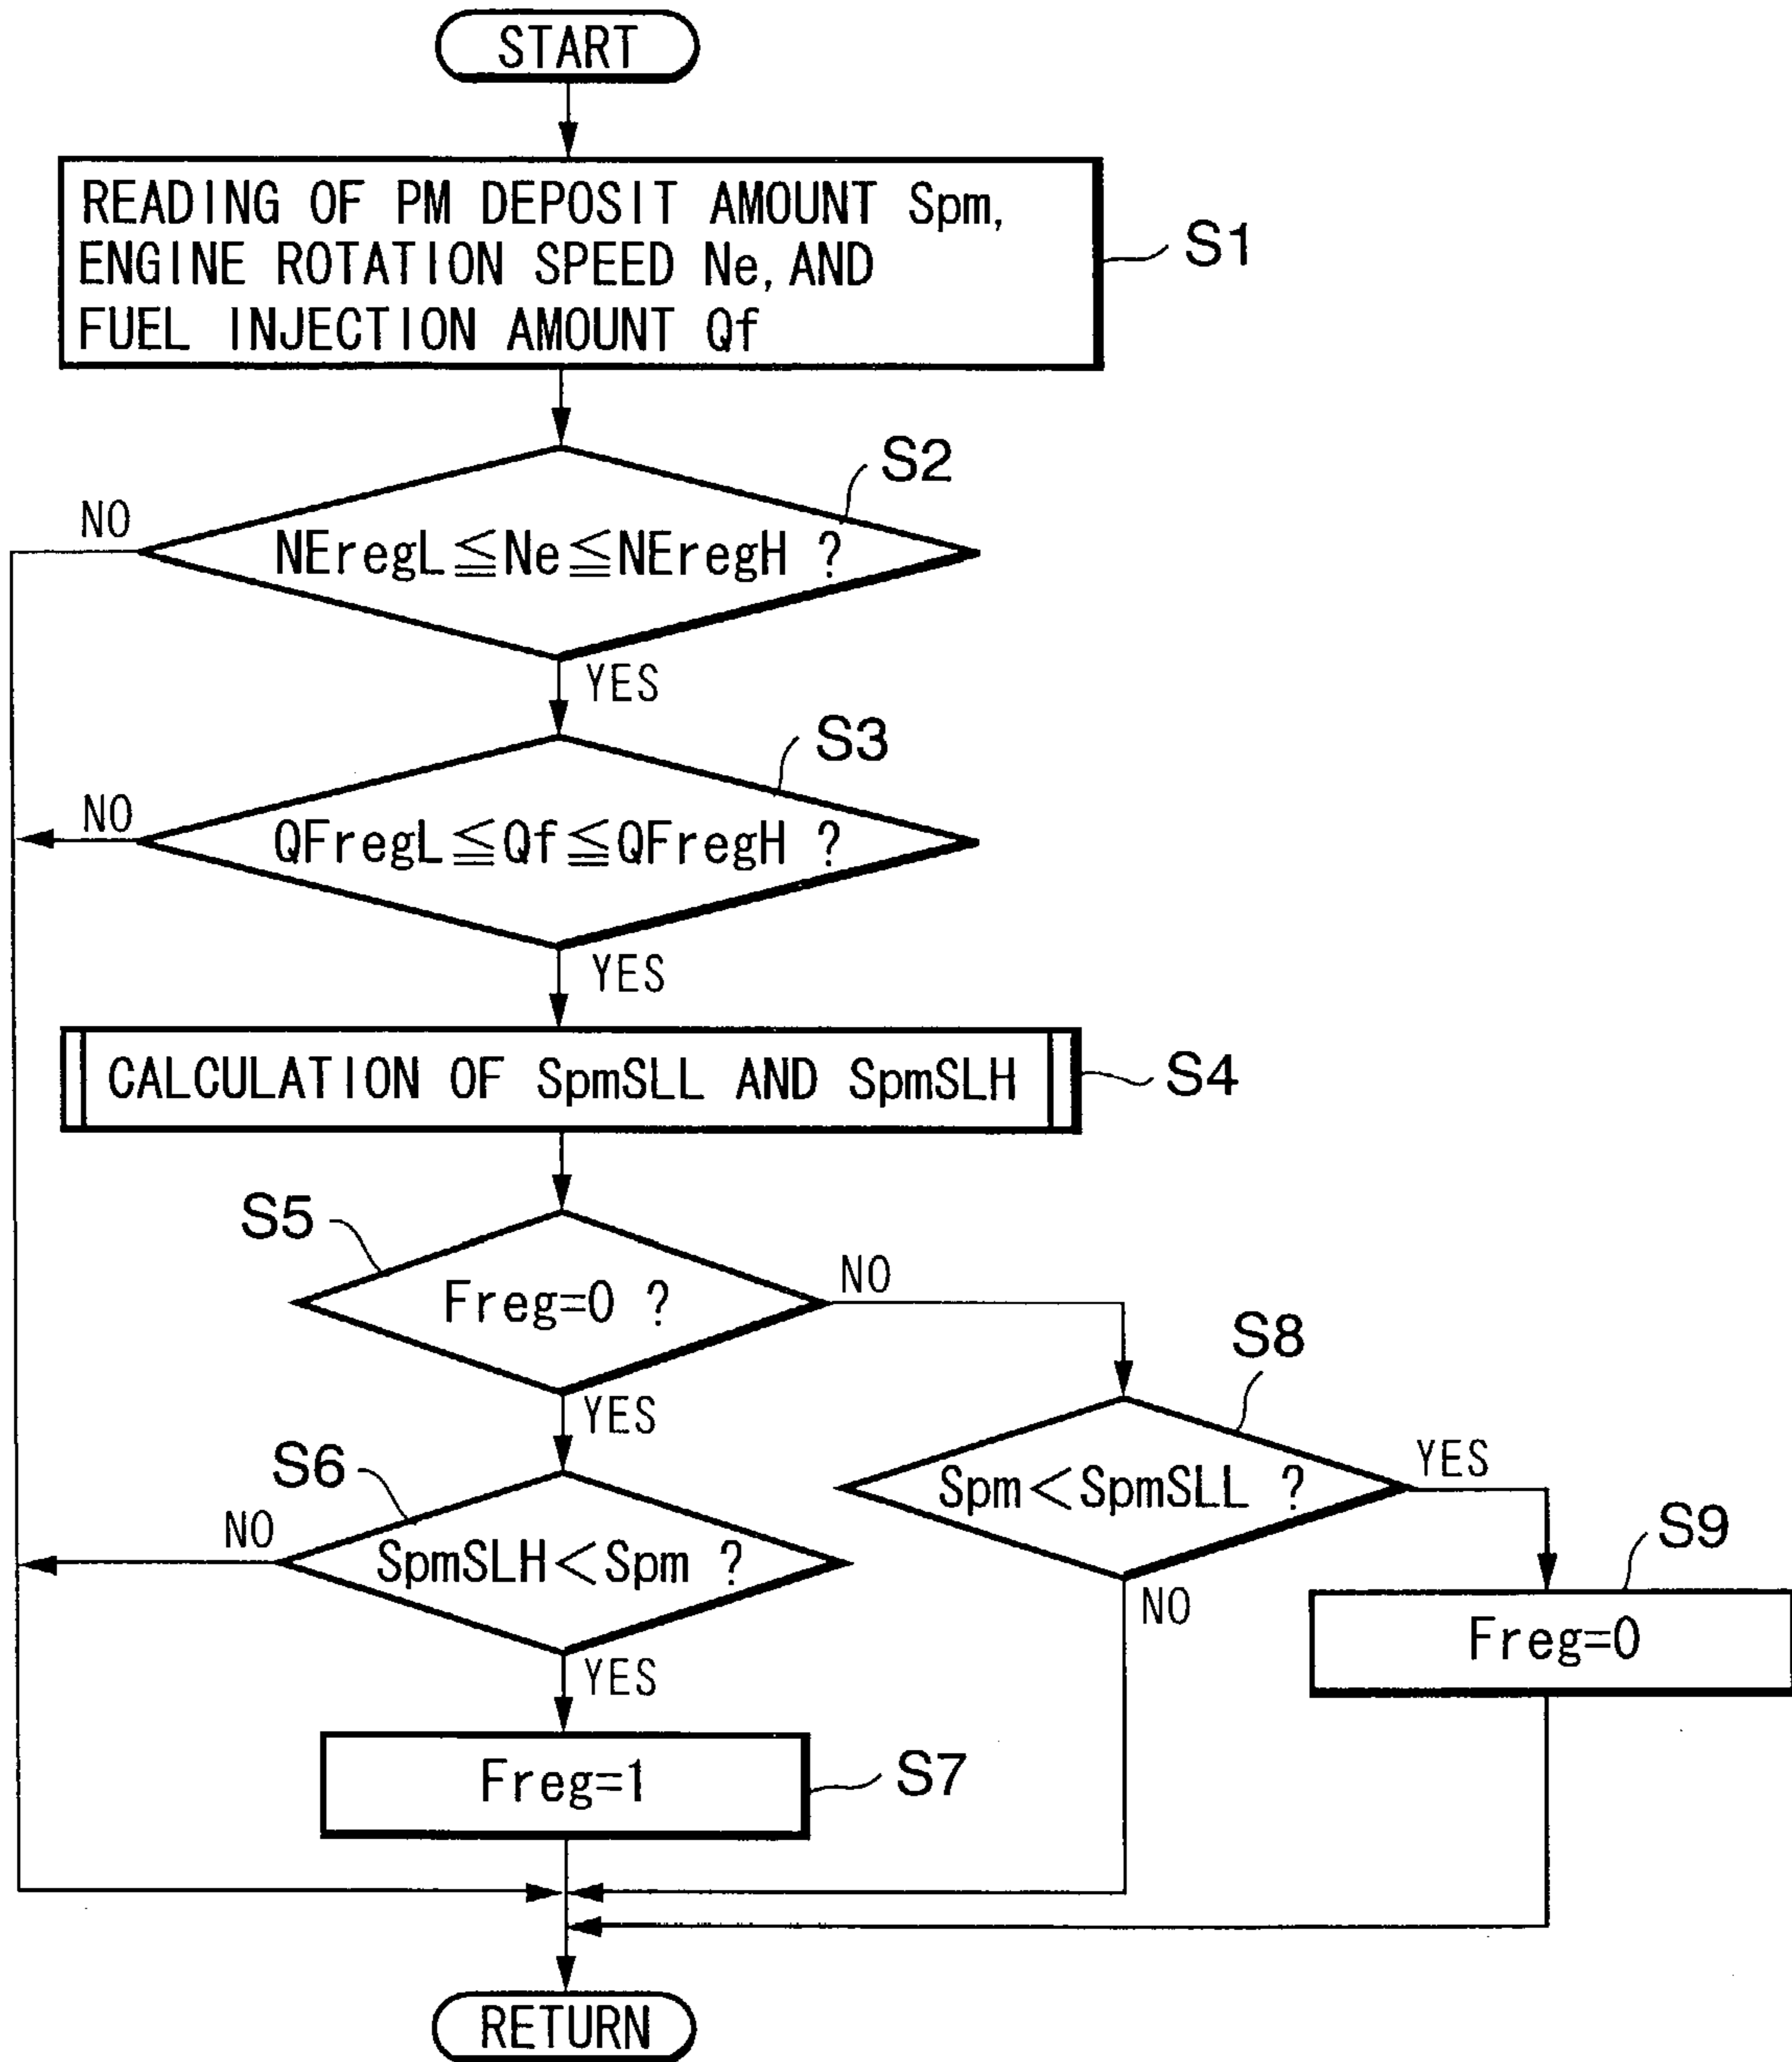 START
READING OF PM DEPOSIT AMOUNT Spm,
ENGINE ROTATION SPEED Ne, AND
FUEL INJECTION AMOUNT Qf
S1
S2
NO
NEregL≦Ne≦NEregH ?
YES
S3
NO
QFregL≦Qf≦QFregH ?
YES
CALCULATION OF SpmSLL AND SpmSLH
S4
S5
Freg=0 ?
NO
YES
S8
Spm<SpmSLL ?
YES
NO
S6
NO
SpmSLH<Spm ?
YES
S9
Freg=0
Freg=1
S7
RETURN